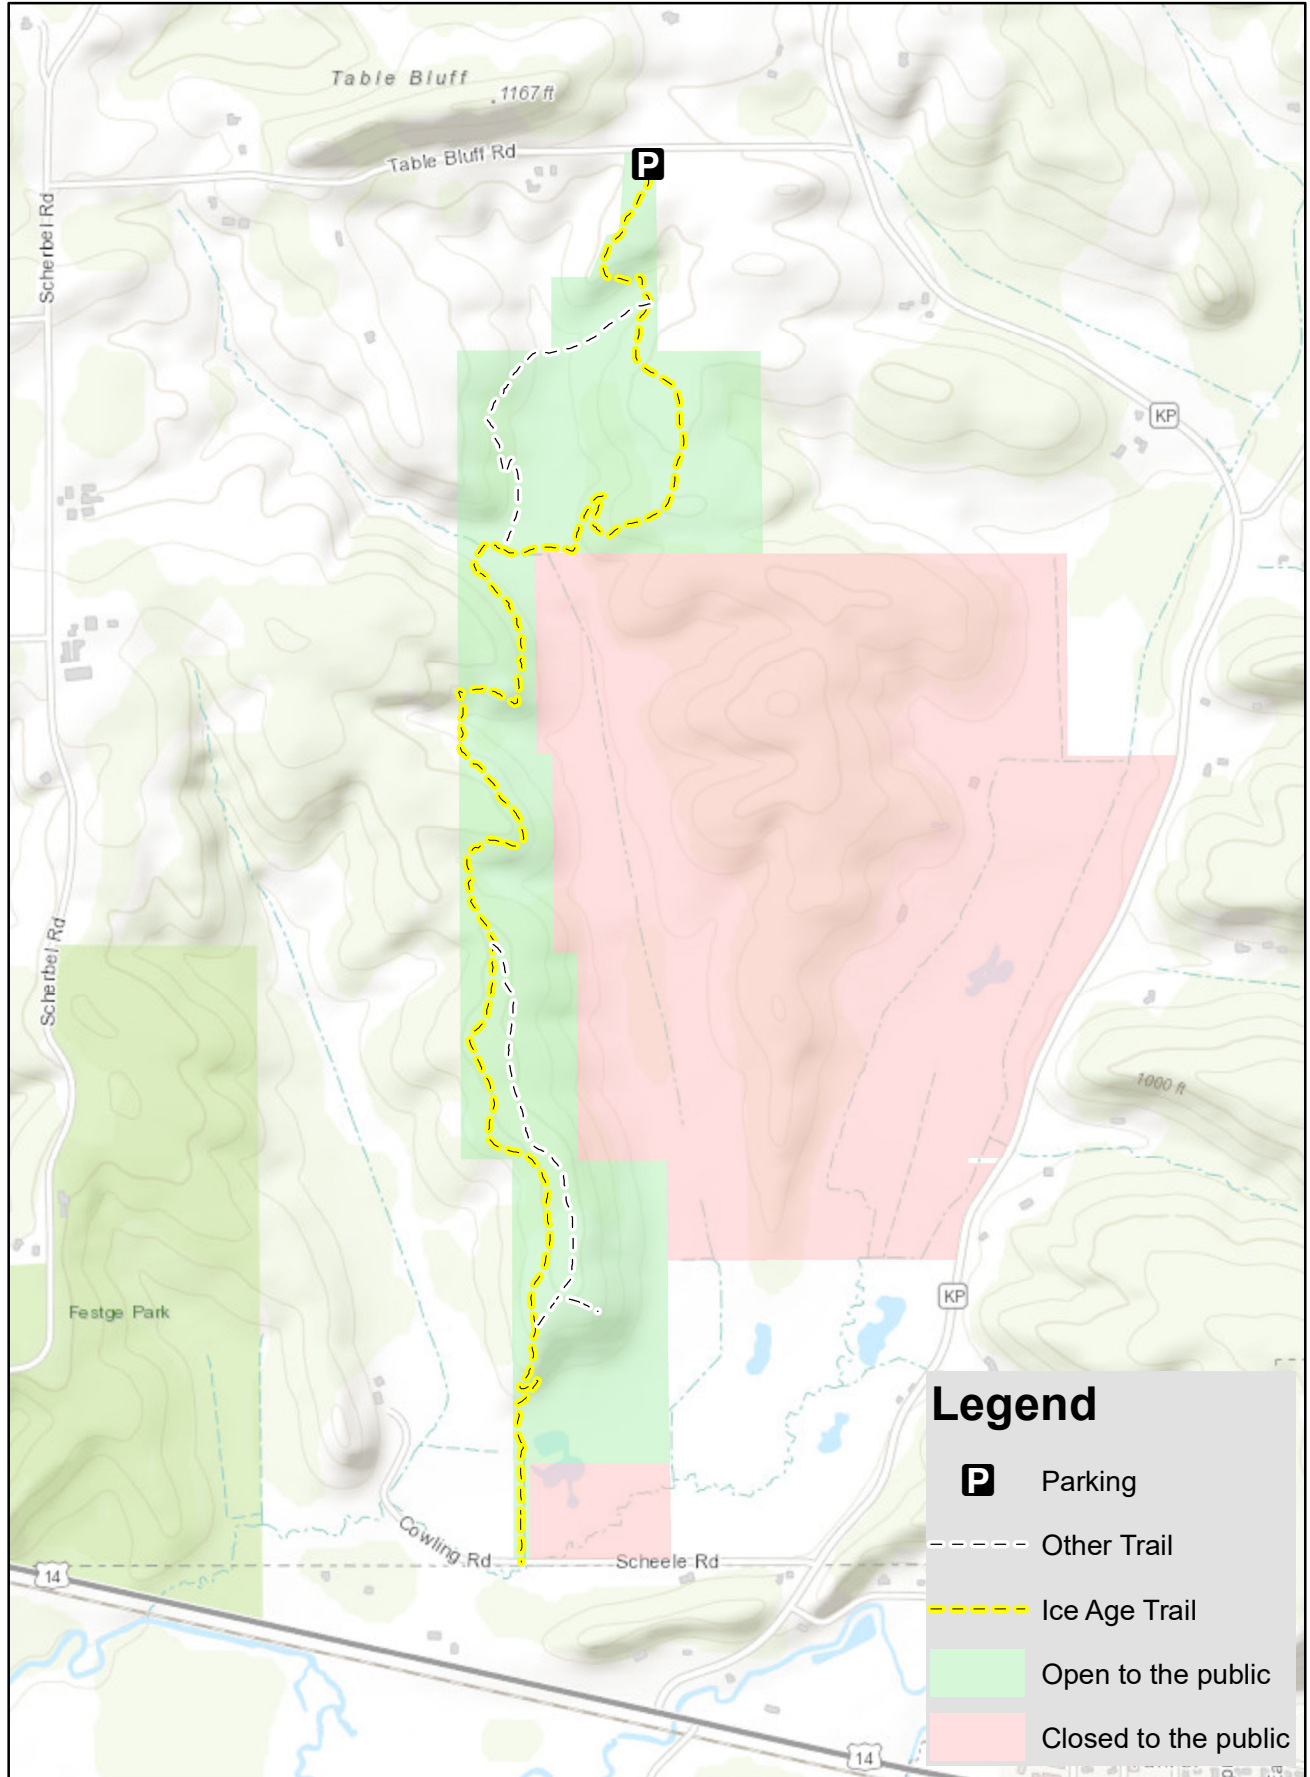 Table Bluff
1167 ft
P
Table Bluff Rd
Scherbel Rd
KP
Scherbel Rd
1000 ft
KP
Festge Park
Cowling Rd
Scheele Rd
14
14
Legend
P Parking
Other Trail
Ice Age Trail
Open to the public
Closed to the public